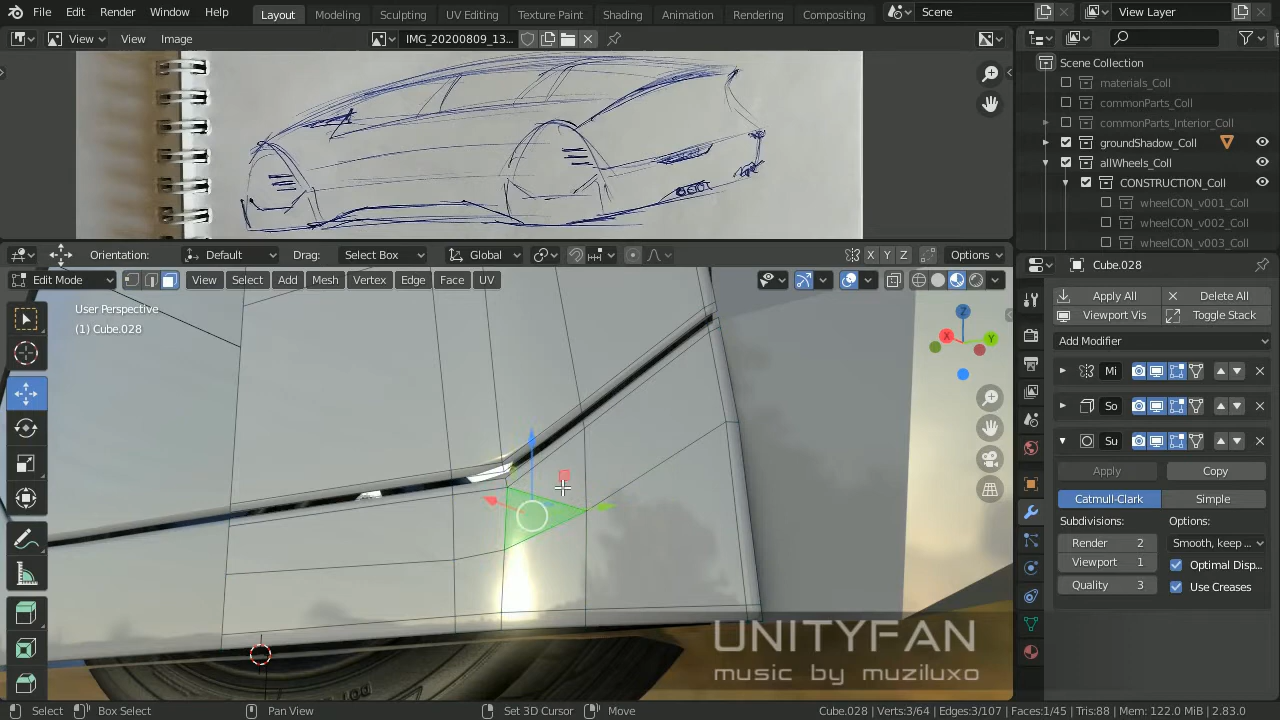 File Edit Render Window Help
Layout Modeling Sculpting UV Editing Texture Paint Shading Animation Rendering Compositing
Scene
View Layer
View View Image
IMG_20200809_13...
Scene Collection
materials_Coll
commonParts_Coll
commonParts_Interior_Coll
groundShadow_Coll
allWheels_Coll
CONSTRUCTION_Coll
wheelCON_v001_Coll
wheelCON_v002_Coll
wheelCON_v003_Coll
Orientation: Default Drag: Select Box Global X Y Z Options
Edit Mode View Select Add Mesh Vertex Edge Face UV
User Perspective
(1) Cube.028
Z
X
Y
Cube.028
Apply All Delete All
Viewport Vis Toggle Stack
Add Modifier
Mi
So
Su
Apply Copy
Catmull-Clark Simple
Subdivisions: Options:
Render 2 Smooth, keep ...
Viewport 1 Optimal Disp...
Quality 3 Use Creases
UNITYFAN
music by muziluxo
Select Box Select Pan View Set 3D Cursor Move
Cube.028 | Verts:3/64 | Edges:3/107 | Faces:1/45 | Tris:88 | Mem: 122.0 MiB | 2.83.0